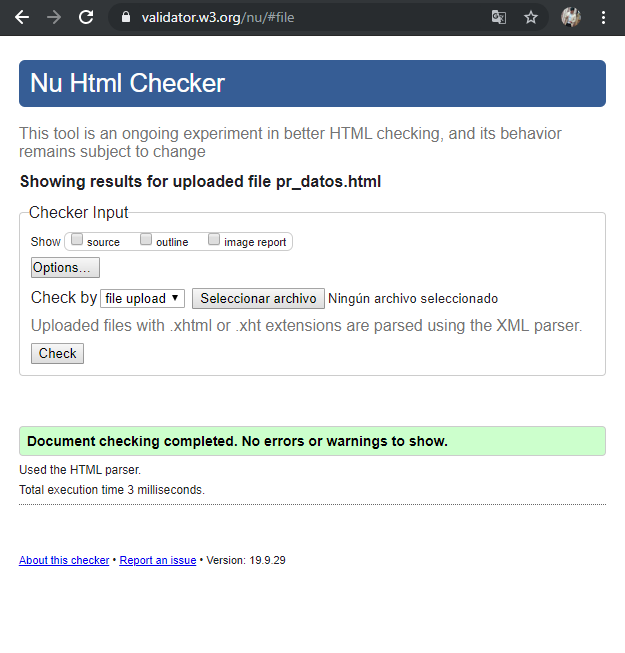 validator.w3.org/nu/#file
Nu Html Checker
This tool is an ongoing experiment in better HTML checking, and its behavior
remains subject to change
Showing results for uploaded file pr_datos.html
Checker Input
Show source outline image report
Options...
Check by file upload Seleccionar archivo Ningún archivo seleccionado
Uploaded files with .xhtml or .xht extensions are parsed using the XML parser.
Check
Document checking completed. No errors or warnings to show.
Used the HTML parser.
Total execution time 3 milliseconds.
About this checker • Report an issue • Version: 19.9.29